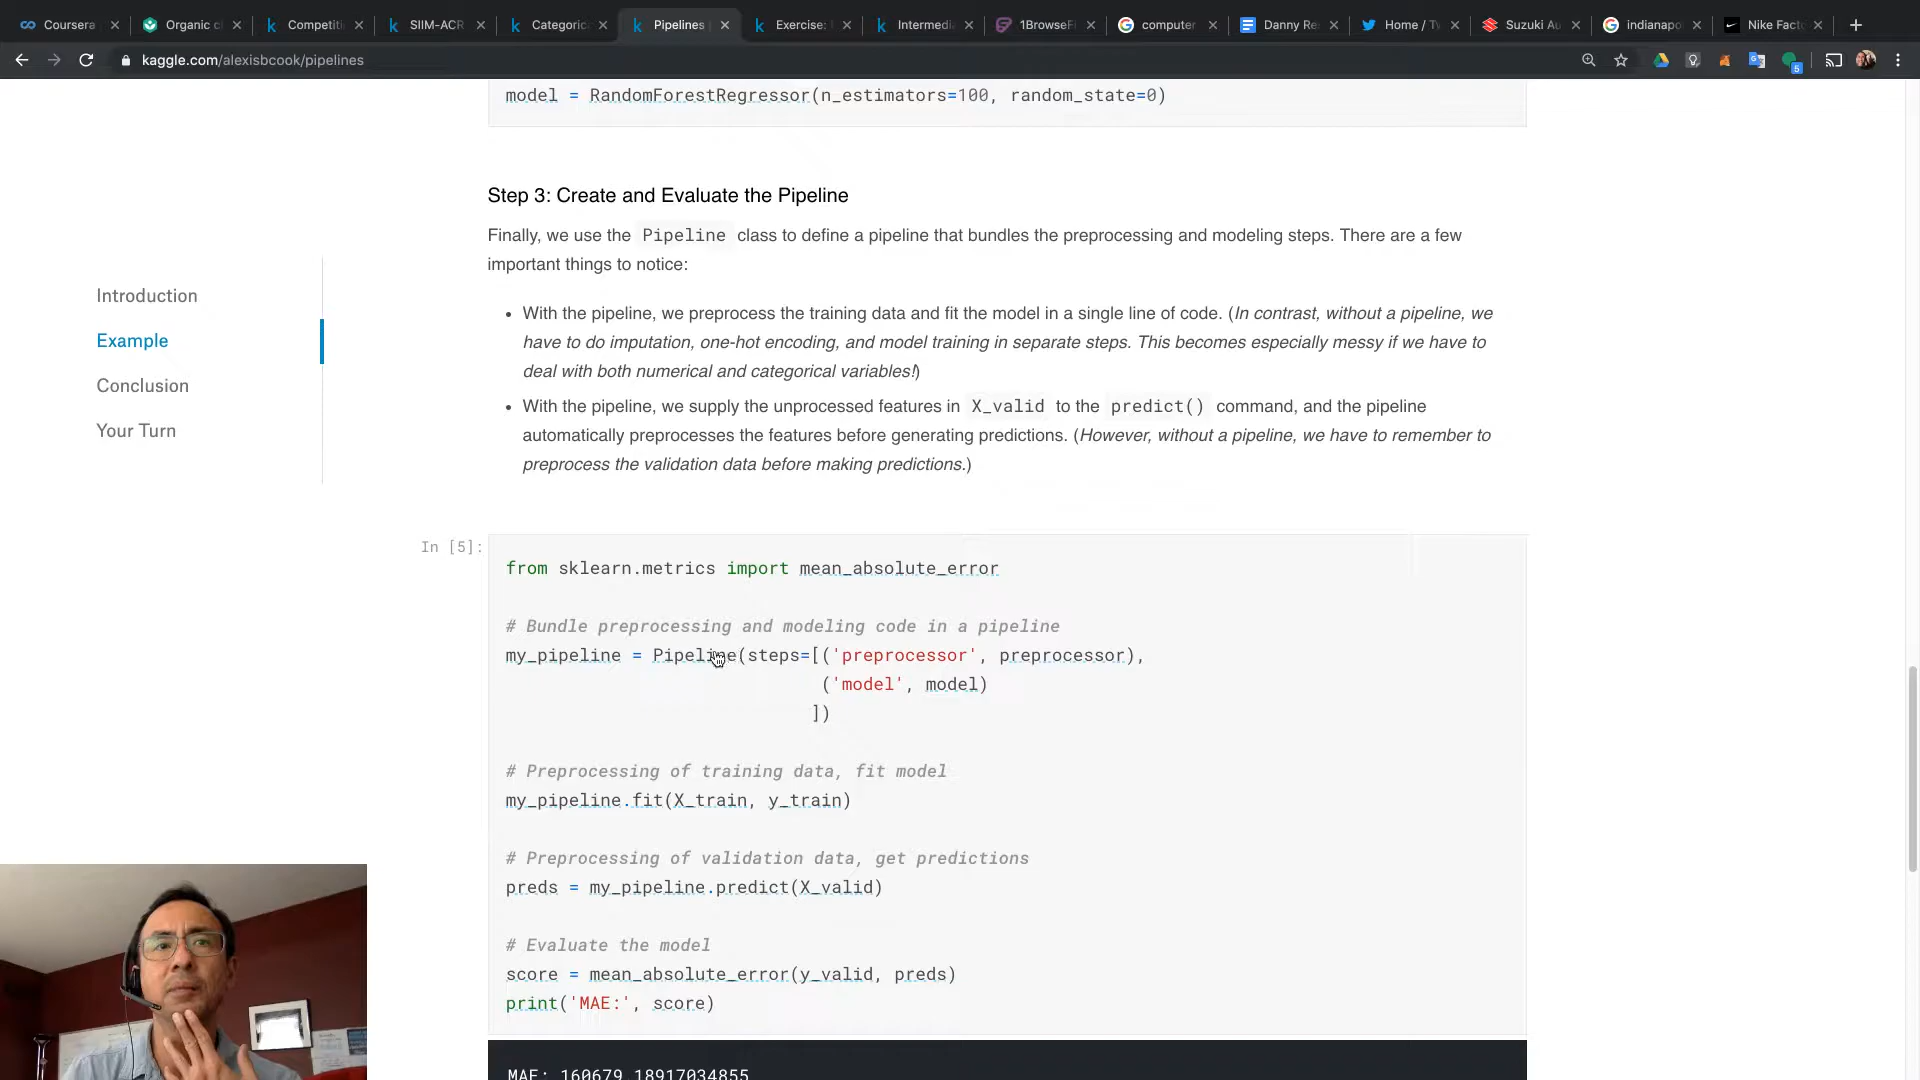 Coursera
Organic c
Competiti
SIIM-ACR
Categoric
Pipelines
Exercise:
Intermedia
1BrowseFi
computer
Danny Re
Home / Tw
Suzuki Au
indianapo
Nike Facto
kaggle.com/alexisbcook/pipelines
5
model = RandomForestRegressor(n_estimators=100, random_state=0)
Step 3: Create and Evaluate the Pipeline
Finally, we use the Pipeline class to define a pipeline that bundles the preprocessing and modeling steps. There are a few
important things to notice:
Introduction
Example
Conclusion
Your Turn
• With the pipeline, we preprocess the training data and fit the model in a single line of code. (In contrast, without a pipeline, we
have to do imputation, one-hot encoding, and model training in separate steps. This becomes especially messy if we have to
deal with both numerical and categorical variables!)
• With the pipeline, we supply the unprocessed features in X_valid to the predict() command, and the pipeline
automatically preprocesses the features before generating predictions. (However, without a pipeline, we have to remember to
preprocess the validation data before making predictions.)
In [5]:
from sklearn.metrics import mean_absolute_error
# Bundle preprocessing and modeling code in a pipeline
my_pipeline = Pipeline(steps=[('preprocessor', preprocessor),
('model', model)
])
# Preprocessing of training data, fit model
my_pipeline.fit(X_train, y_train)
# Preprocessing of validation data, get predictions
preds = my_pipeline.predict(X_valid)
# Evaluate the model
score = mean_absolute_error(y_valid, preds)
print('MAE:', score)
MAE: 160679.18917034855